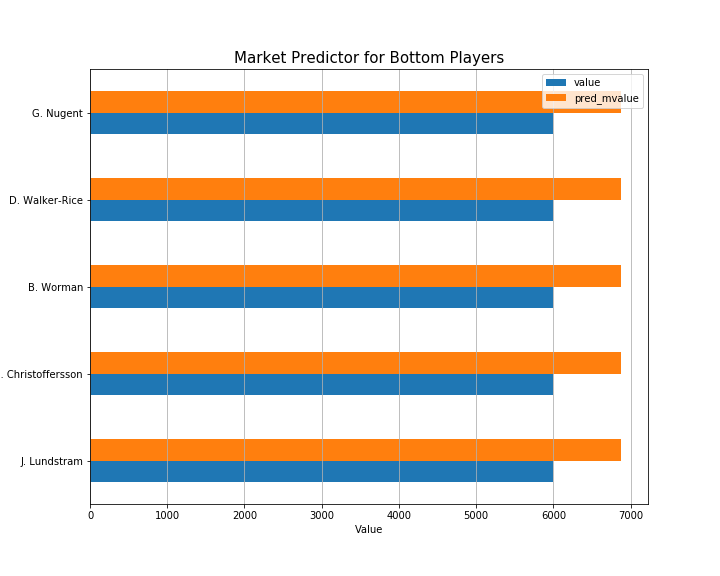 Market Predictor for Bottom Players
value
pred_mvalue
G. Nugent
D. Walker-Rice
B. Worman
. Christoffersson
J. Lundstram
0 1000 2000 3000 4000 5000 6000 7000
Value